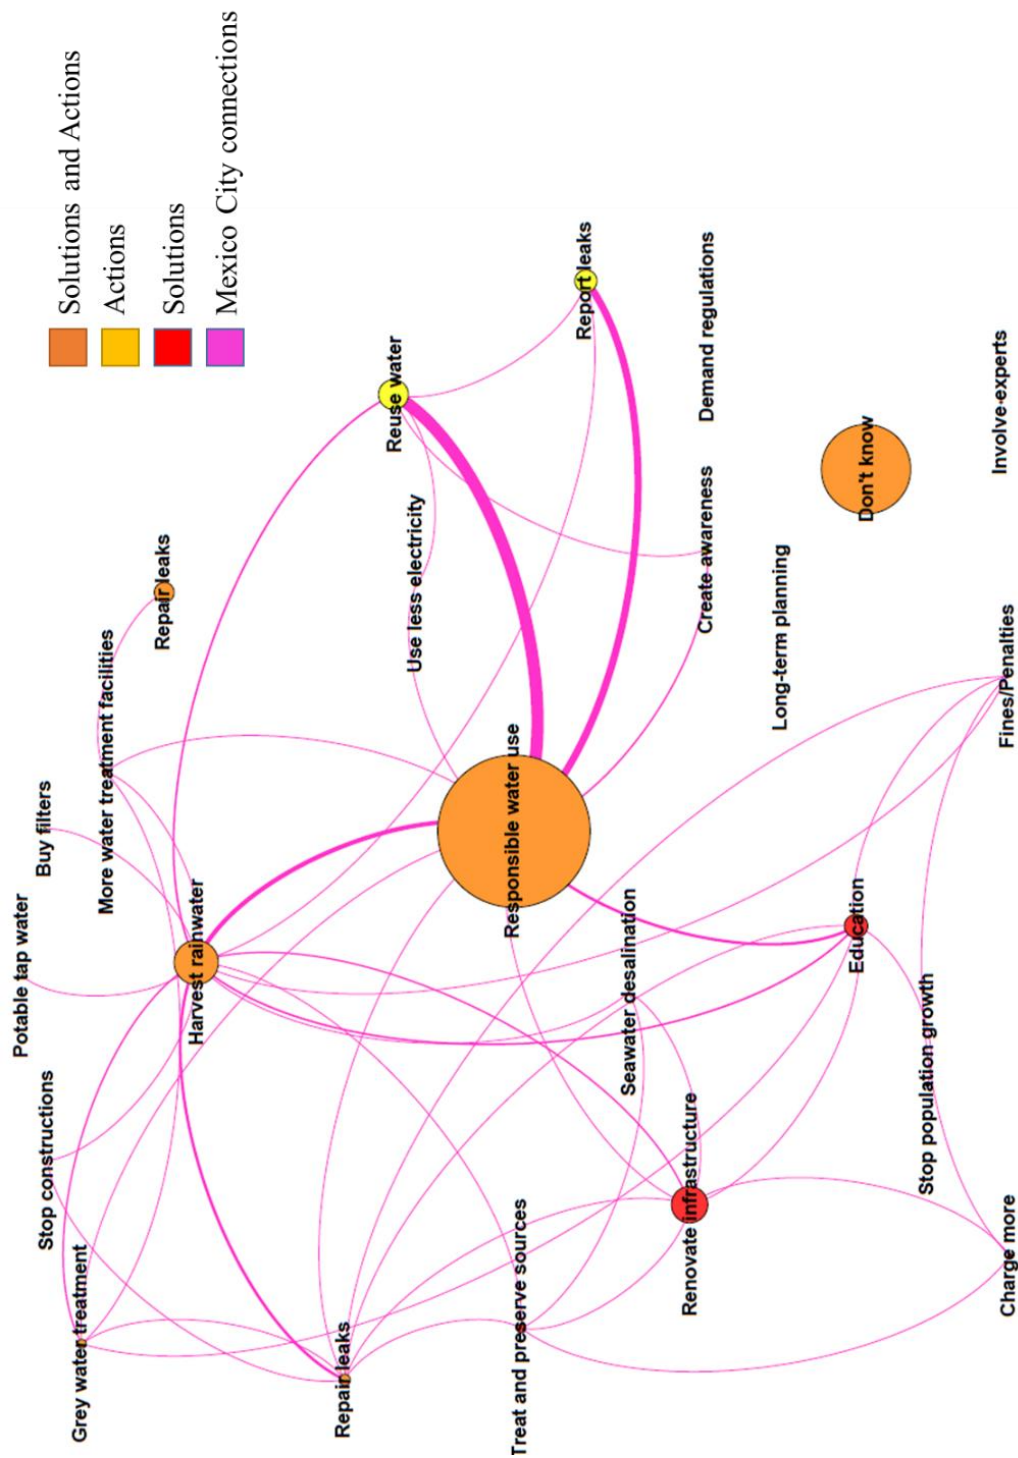 Solutions and Actions
Actions
Solutions
Mexico City connections
Potable tap water
Stop constructions
Buy filters
Grey water treatment
More water treatment facilities
Repair leaks
Harvest rainwater
Repair leaks
Reuse water
Use less electricity
Treat and preserve sources
Responsible water use
Report leaks
Seawater desalination
Renovate infrastructure
Create awareness
Demand regulations
Long-term planning
Education
Don't know
Stop population growth
Charge more
Fines/Penalties
Involve-experts